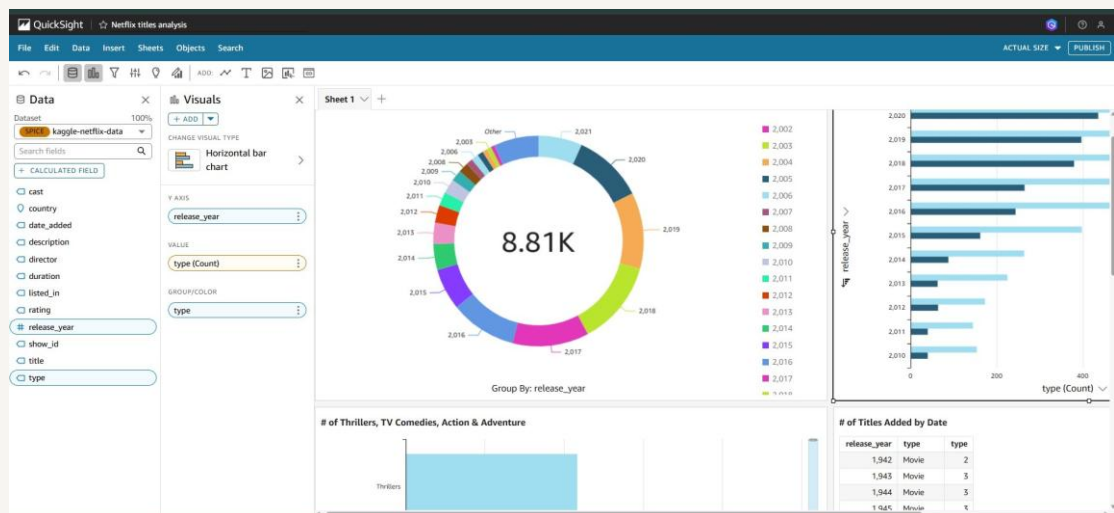 QuickSight Netflix titles analysis
File Edit Data Insert Sheets Objects Search ACTUAL SIZE PUBLISH
ADD:
Data
Dataset 100%
SPICE kaggle-netflix-data
Search fields
+ CALCULATED FIELD
cast
country
date_added
description
director
duration
listed_in
rating
# release_year
show_id
title
type
Visuals
+ ADD
CHANGE VISUAL TYPE
Horizontal bar
chart
Y AXIS
release_year
VALUE
type (Count)
GROUP/COLOR
type
Sheet 1 +
Other
2,021
2,020
2,019
2,018
2,017
2,016
2,015
2,014
2,013
2,012
2,011
2,010
2,009
2,008
2,006
2,003
8.81K
Group By: release_year
2,002
2,003
2,004
2,005
2,006
2,007
2,008
2,009
2,010
2,011
2,012
2,013
2,014
2,015
2,016
2,017
2,018
release_year
2,020
2,019
2,018
2,017
2,016
2,015
2,014
2,013
2,012
2,011
2,010
0 200 400
type (Count)
# of Thrillers, TV Comedies, Action & Adventure
Thrillers
# of Titles Added by Date
release_year type type
1,942 Movie 2
1,943 Movie 3
1,944 Movie 3
1,945 Movie 3